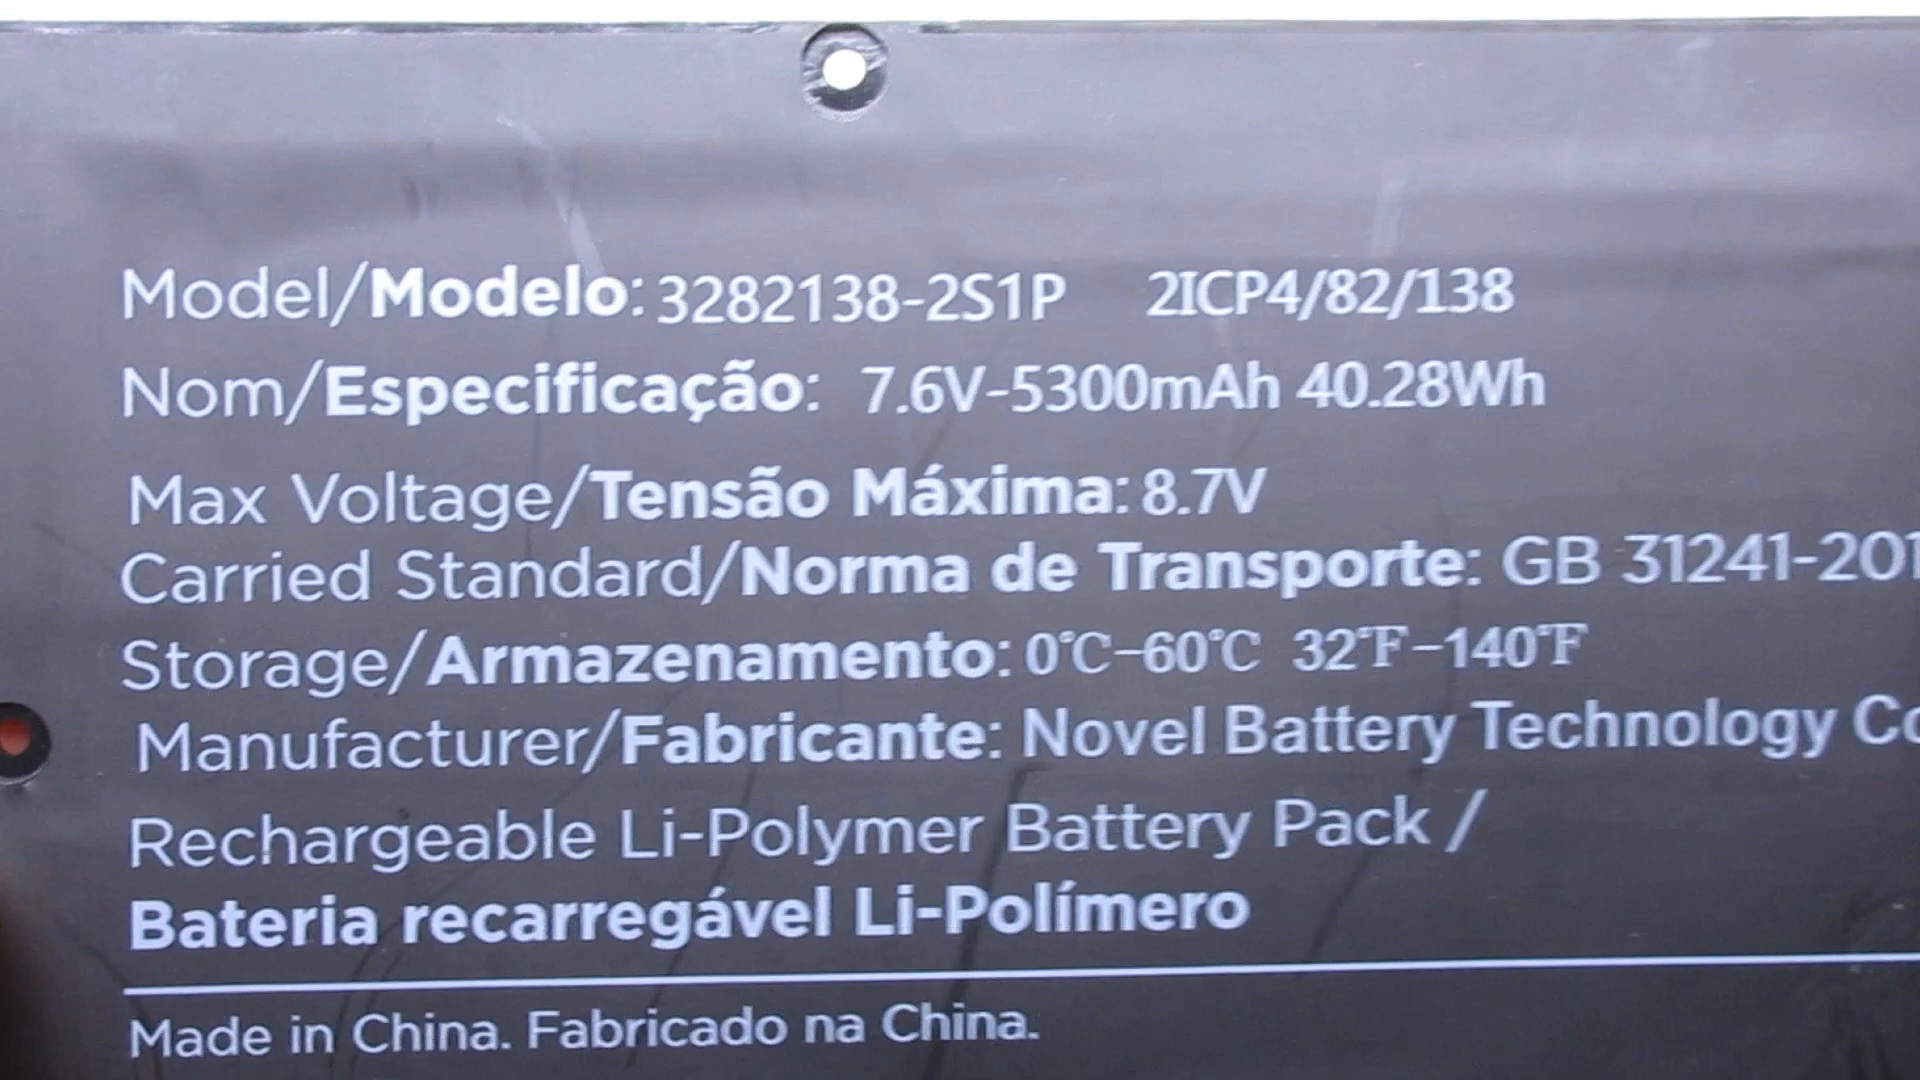 Model/Modelo: 3282138-2S1P 2ICP4/82/138
Nom/Especificação: 7.6V-5300mAh 40.28Wh
Max Voltage/Tensão Máxima: 8.7V
Carried Standard/Norma de Transporte: GB 31241-201
Storage/Armazenamento: 0℃-60℃ 32℉-140℉
Manufacturer/Fabricante: Novel Battery Technology Co
Rechargeable Li-Polymer Battery Pack /
Bateria recarregável Li-Polímero
Made in China. Fabricado na China.